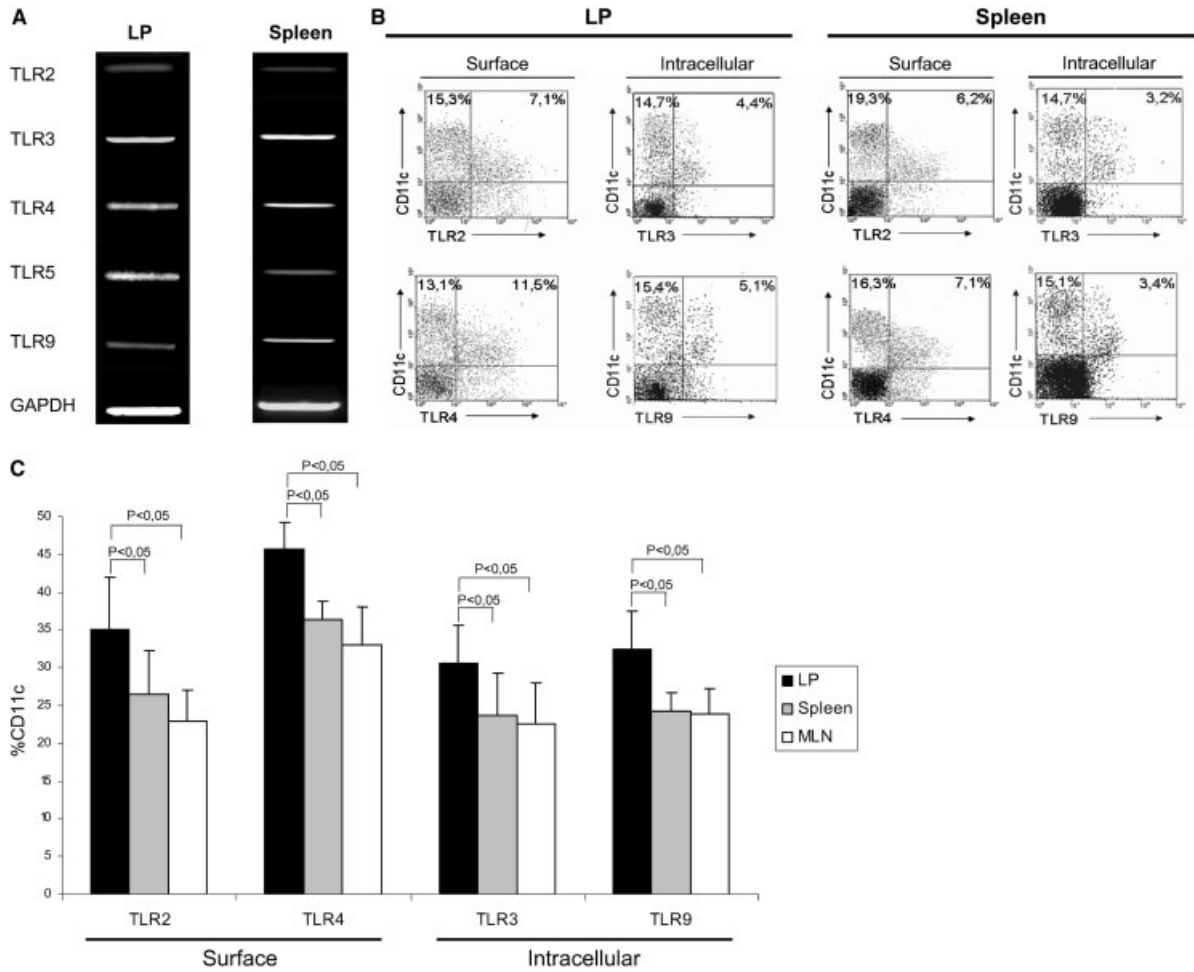 A
LP
Spleen
TLR2
TLR3
TLR4
TLR5
TLR9
GAPDH
B
LP
Spleen
Surface
Intracellular
Surface
Intracellular
15,3%
7,1%
CD11c
TLR2
14,7%
4,4%
CD11c
TLR3
19,3%
6,2%
CD11c
TLR2
14,7%
3,2%
CD11c
TLR3
13,1%
11,5%
CD11c
TLR4
15,4%
5,1%
CD11c
TLR9
16,3%
7,1%
CD11c
TLR4
15,1%
3,4%
CD11c
TLR9
C
%CD11c
50
45
40
35
30
25
20
15
10
5
0
P<0,05
P<0,05
P<0,05
P<0,05
P<0,05
P<0,05
P<0,05
P<0,05
TLR2
TLR4
TLR3
TLR9
Surface
Intracellular
LP
Spleen
MLN